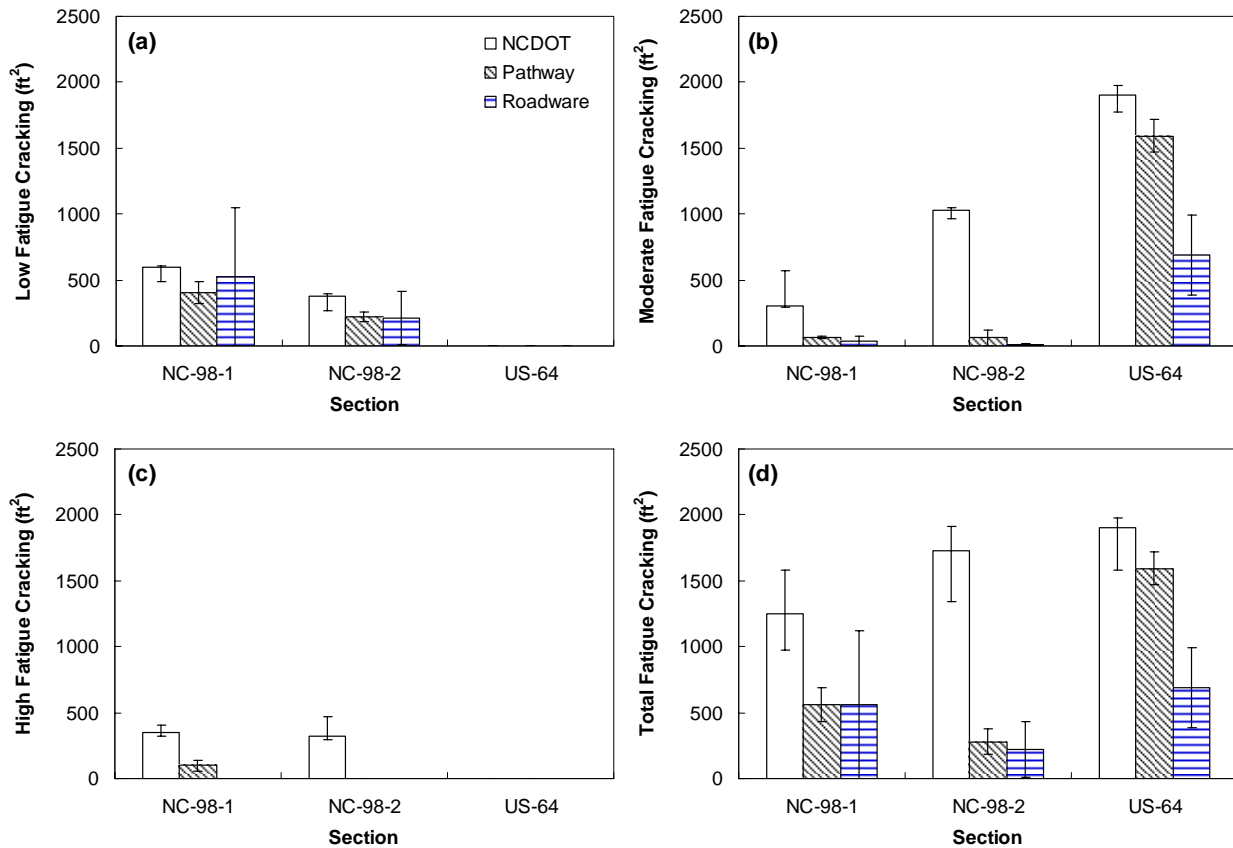 (a)
NCDOT
Pathway
Roadware
2500
2000
1500
1000
500
0
Low Fatigue Cracking (ft²)
NC-98-1 NC-98-2 US-64
Section
(b)
2500
2000
1500
1000
500
0
Moderate Fatigue Cracking (ft²)
NC-98-1 NC-98-2 US-64
Section
(c)
2500
2000
1500
1000
500
0
High Fatigue Cracking (ft²)
NC-98-1 NC-98-2 US-64
Section
(d)
2500
2000
1500
1000
500
0
Total Fatigue Cracking (ft²)
NC-98-1 NC-98-2 US-64
Section